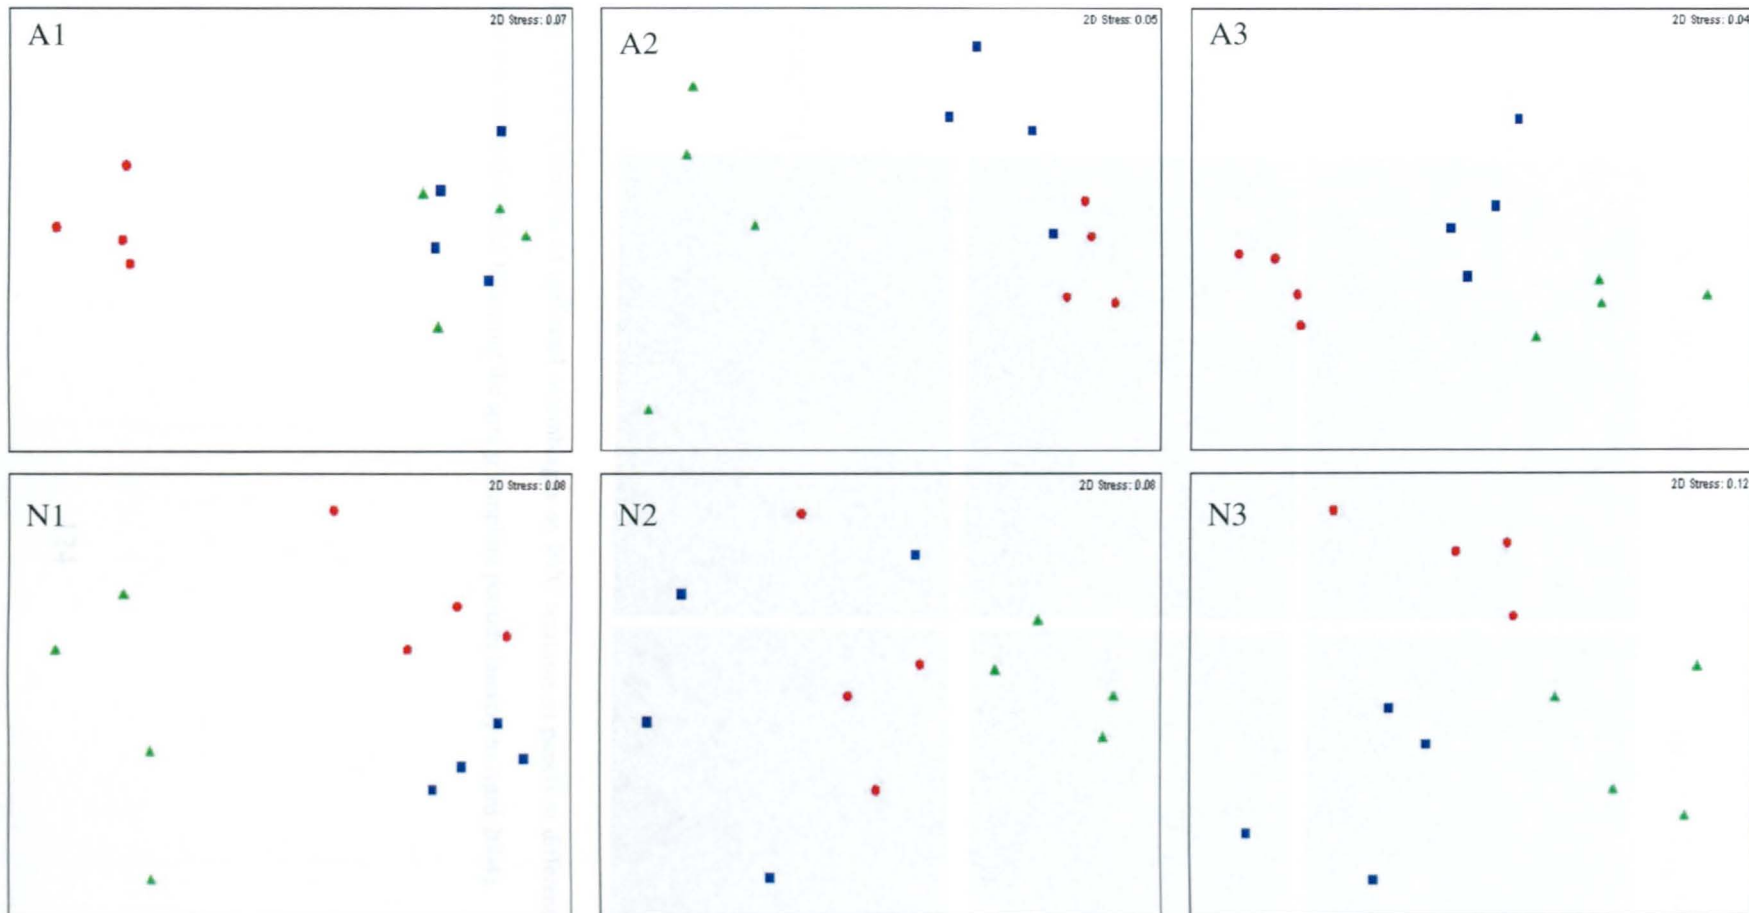 A1
2D Stress: 0.07
A2
2D Stress: 0.05
A3
2D Stress: 0.04
N1
2D Stress: 0.08
N2
2D Stress: 0.08
N3
2D Stress: 0.12